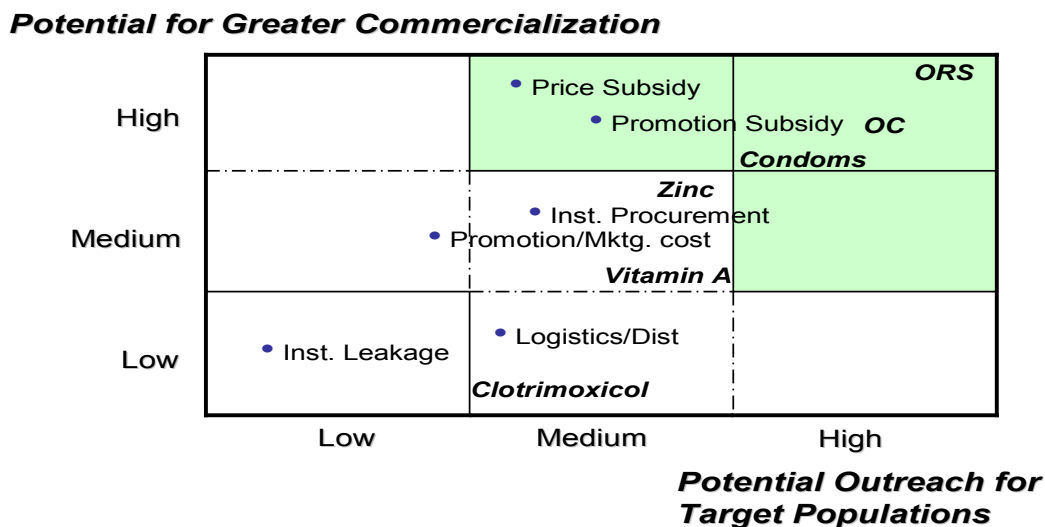 Potential for Greater Commercialization
ORS
• Price Subsidy
High
• Promotion Subsidy OC
Condoms
Zinc
• Inst. Procurement
Medium
• Promotion/Mktg. cost
Vitamin A
• Logistics/Dist
Low
• Inst. Leakage
Clotrimoxicol
Low Medium High
Potential Outreach for
Target Populations